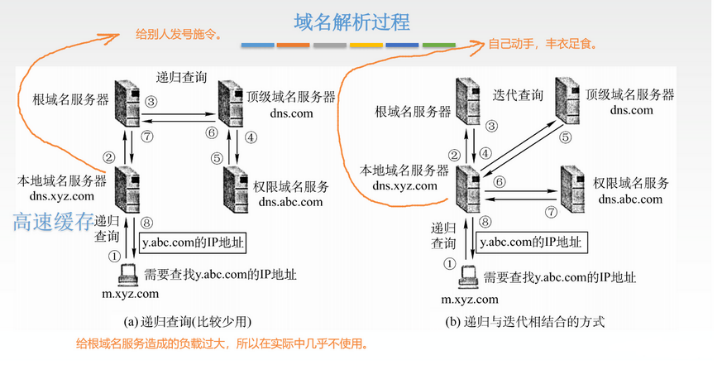 域名解析过程
给别人发号施令。
自己动手，丰衣足食。
递归查询
根域名服务器
③
顶级域名服务器
dns.com
⑥
④
②
⑦
⑤
本地域名服务器
dns.xyz.com
权限域名服务
dns.abc.com
高速缓存
递归
查询
⑧
y.abc.com的IP地址
①
需要查找y.abc.com的IP地址
m.xyz.com
(a) 递归查询(比较少用)
给根域名服务造成的负载过大，所以在实际中几乎不使用。
迭代查询
根域名服务器
顶级域名服务器
dns.com
③
②
④
⑤
本地域名服务器
dns.xyz.com
⑥
权限域名服务
dns.abc.com
⑦
递归
查询
⑧
y.abc.com的IP地址
①
需要查找y.abc.com的IP地址
m.xyz.com
(b) 递归与迭代相结合的方式